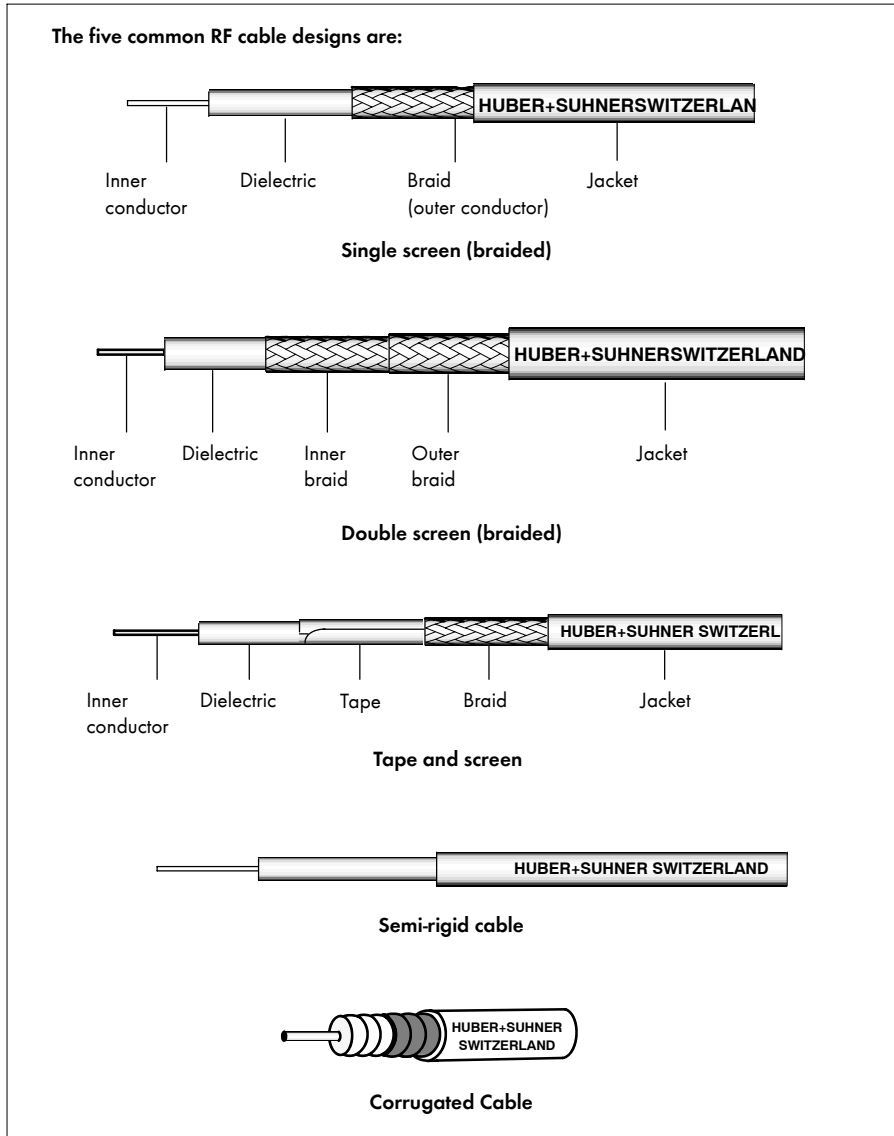 The five common RF cable designs are:
HUBER+SUHNERSWITZERLAN
Inner
conductor
Dielectric
Braid
(outer conductor)
Jacket
Single screen (braided)
HUBER+SUHNERSWITZERLAND
Inner
conductor
Dielectric
Inner
braid
Outer
braid
Jacket
Double screen (braided)
HUBER+SUHNER SWITZERL
Inner
conductor
Dielectric
Tape
Braid
Jacket
Tape and screen
HUBER+SUHNER SWITZERLAND
Semi-rigid cable
HUBER+SUHNER
SWITZERLAND
Corrugated Cable